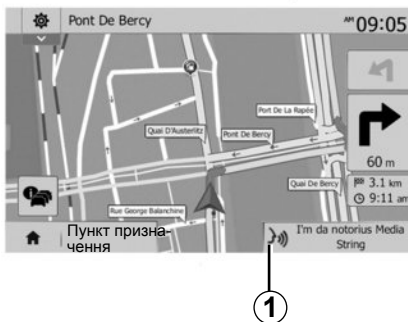 Pont De Bercy
AM 09:05
Port De La Rapée
Quai D'Austerlitz
Pont De Bercy
60 m
Quai De Bercy
3.1 km
9:11 am
Rue George Balanchine
Пункт призна-
чення
I'm da notorius Media
String
1